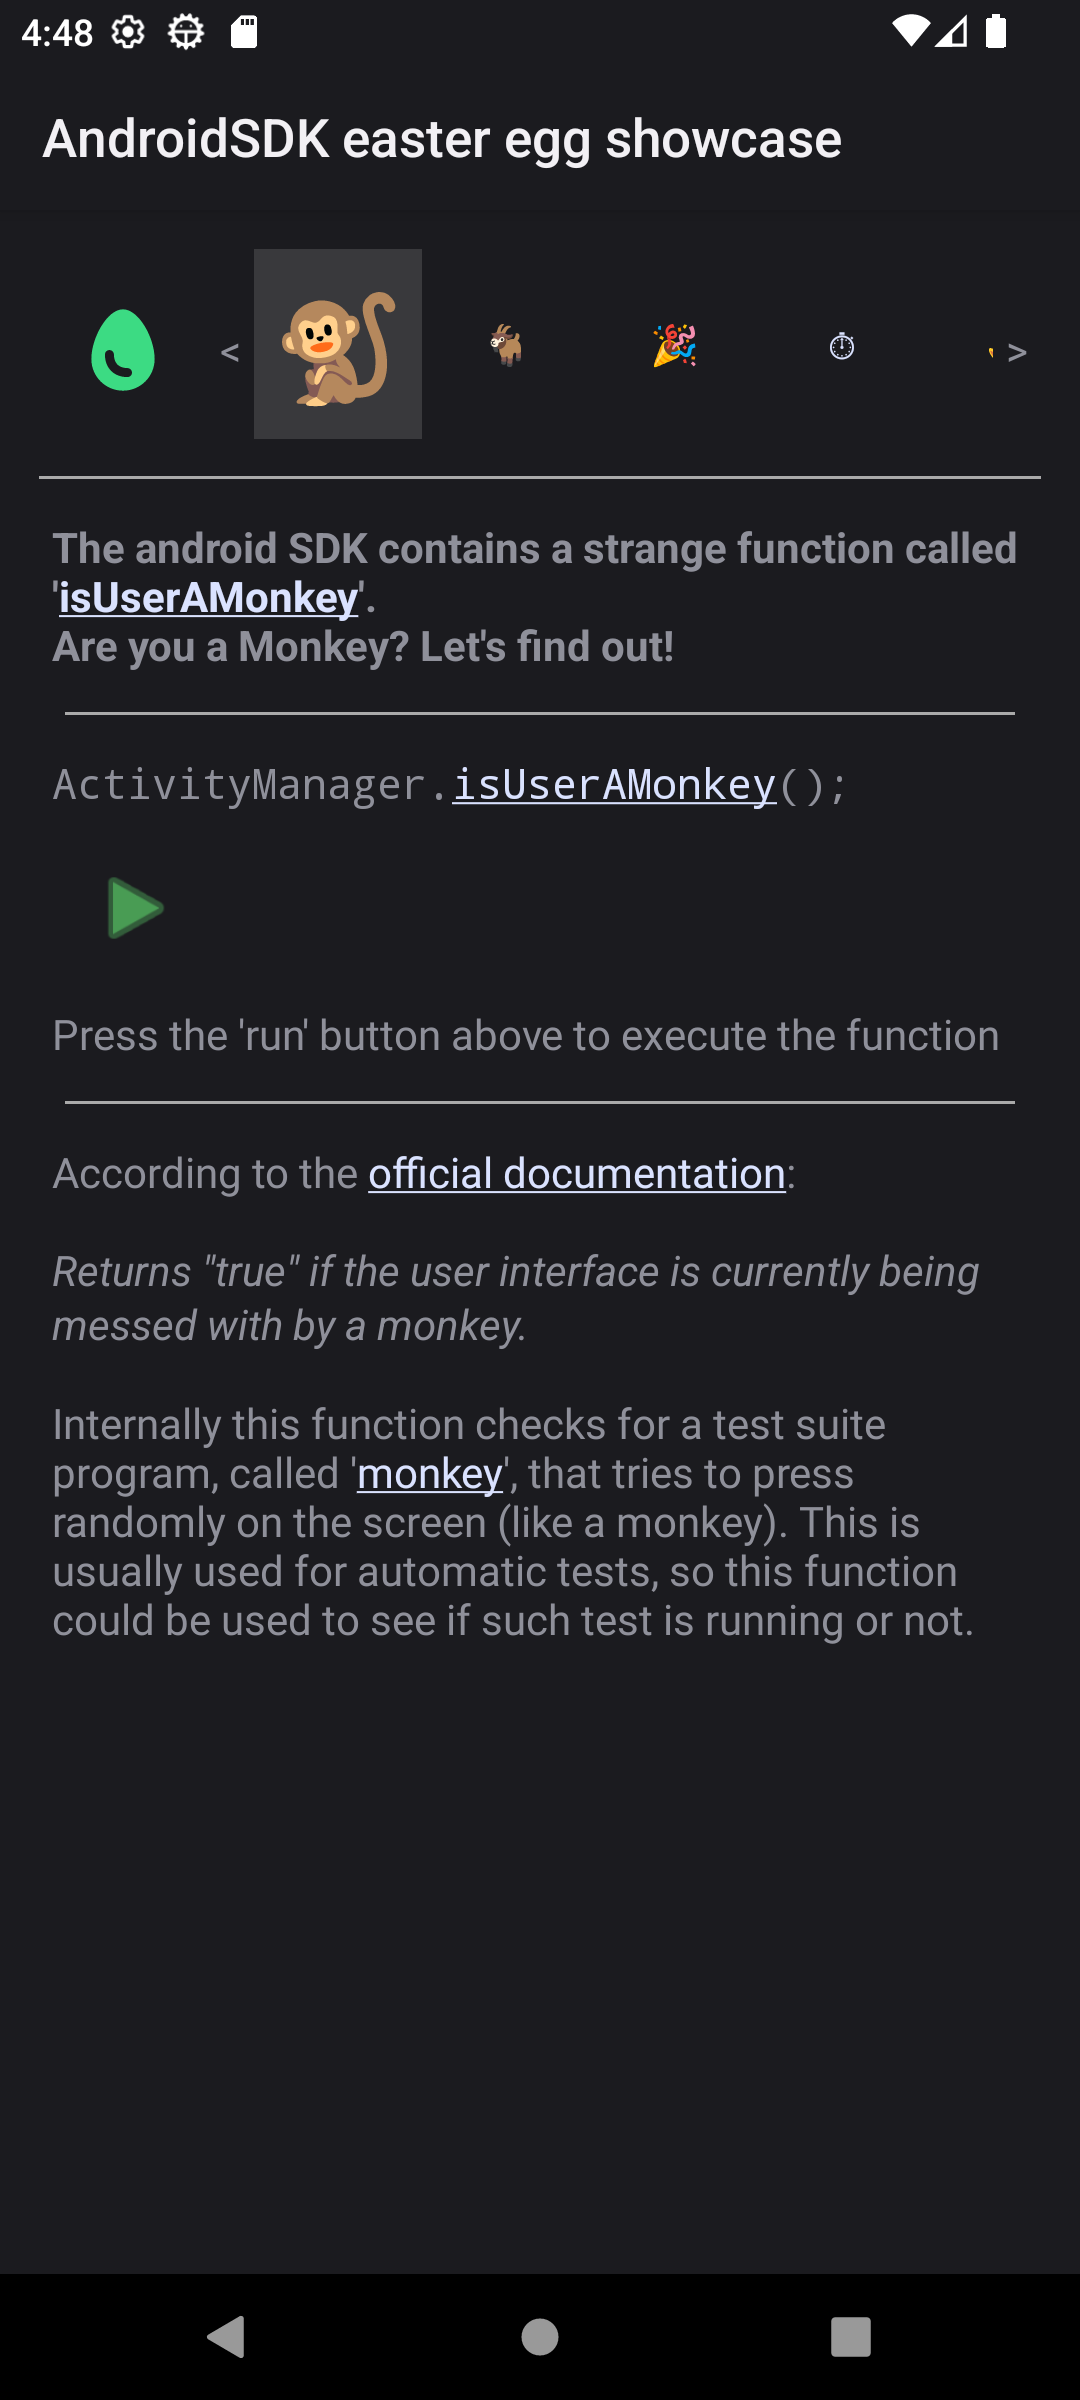 4:48
AndroidSDK easter egg showcase
< >
The android SDK contains a strange function called
'isUserAMonkey'.
Are you a Monkey? Let's find out!
ActivityManager.isUserAMonkey();
Press the 'run' button above to execute the function
According to the official documentation:
Returns "true" if the user interface is currently being
messed with by a monkey.
Internally this function checks for a test suite
program, called 'monkey', that tries to press
randomly on the screen (like a monkey). This is
usually used for automatic tests, so this function
could be used to see if such test is running or not.